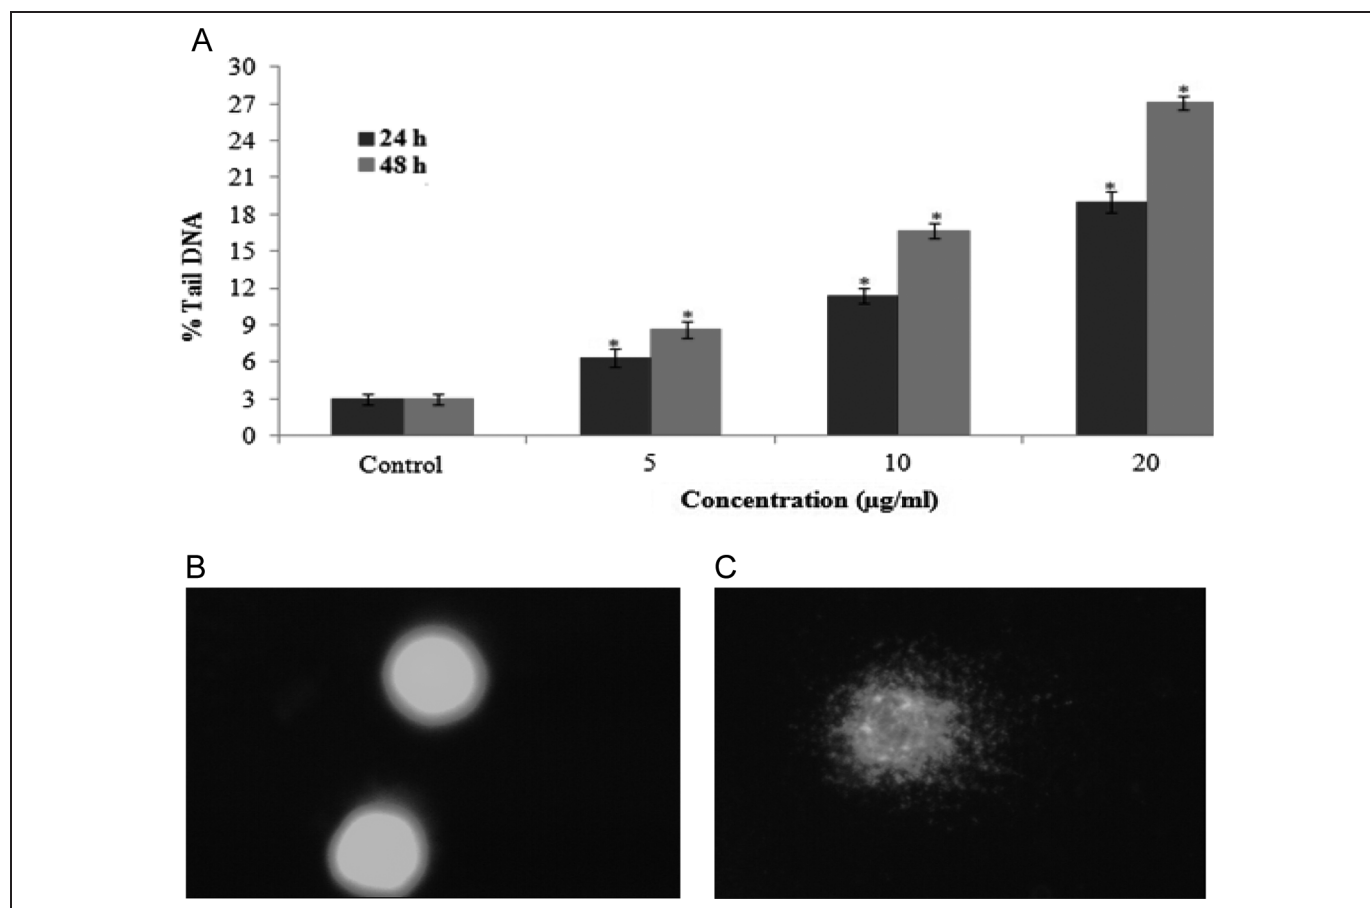 A
30
27
24
21
18
15
12
9
6
3
0
% Tail DNA
24 h
48 h
*
*
*
*
*
*
Control
5
10
20
Concentration (µg/ml)
B
C